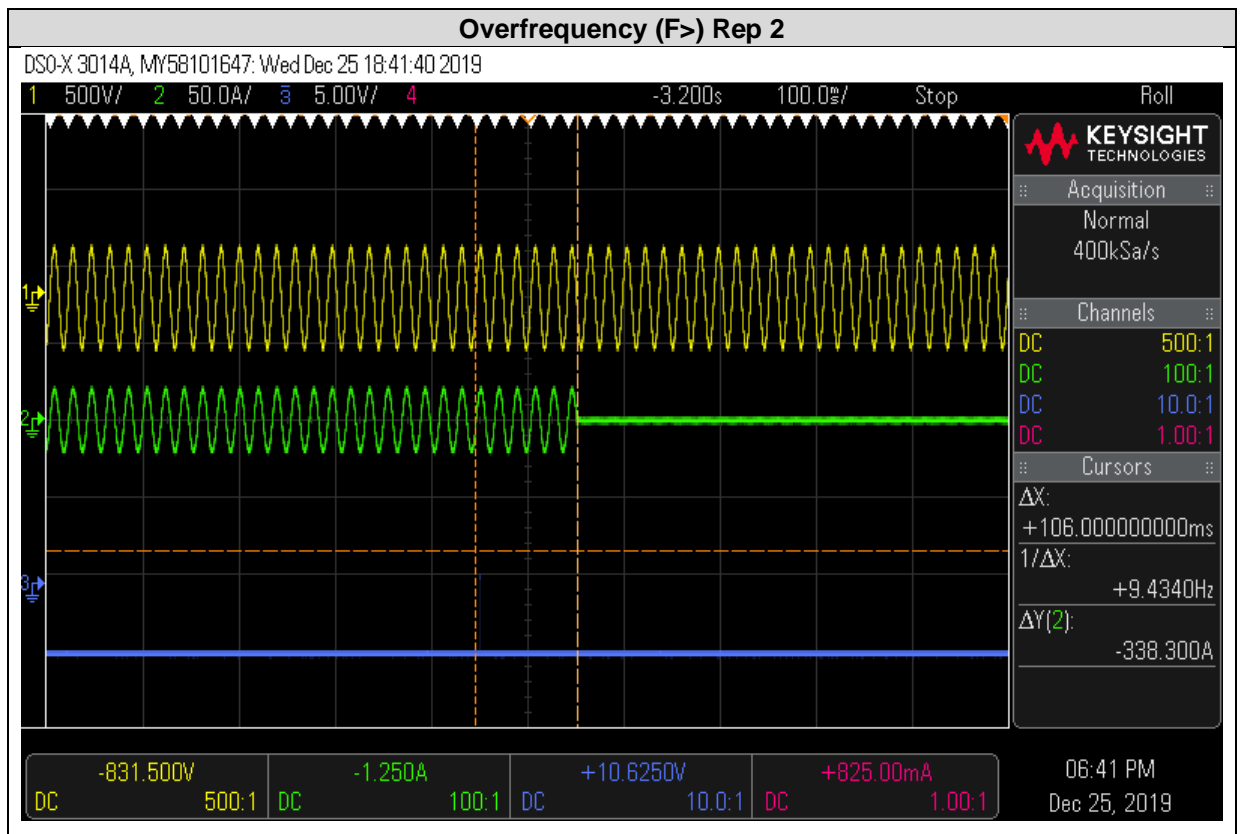 Overfrequency (F>) Rep 2
DSO-X 3014A, MY58101647: Wed Dec 25 18:41:40 2019
1 500V/ 2 50.0A/ 3 5.00V/ 4 -3.200s 100.0ms/ Stop Roll
KEYSIGHT
TECHNOLOGIES
Acquisition
Normal
400kSa/s
Channels
DC 500:1
DC 100:1
DC 10.0:1
DC 1.00:1
Cursors
ΔX:
+106.000000000ms
1/ΔX:
+9.4340Hz
ΔY(2):
-338.300A
1
2
3
-831.500V -1.250A +10.6250V +825.00mA
DC 500:1 DC 100:1 DC 10.0:1 DC 1.00:1
06:41 PM
Dec 25, 2019